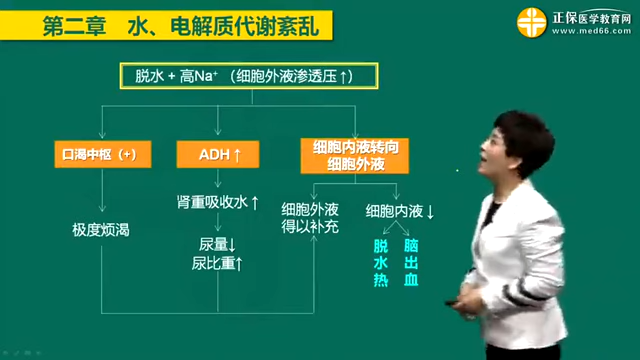 第二章 水、电解质代谢紊乱
正保医学教育网
www.med66.com
脱水 + 高Na⁺ （细胞外液渗透压↑）
口渴中枢（+）
ADH↑
细胞内液转向
细胞外液
极度烦渴
肾重吸收水↑
尿量↓
尿比重↑
细胞外液
得以补充
细胞内液↓
脱水热
脑出血